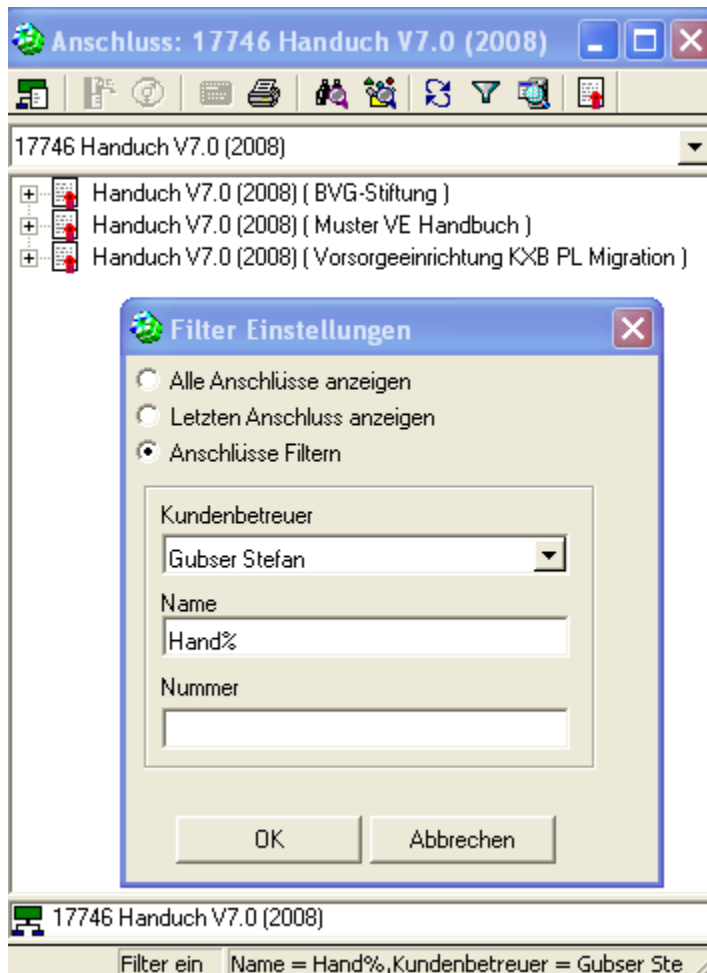 Anschluss: 17746 Handuch V7.0 (2008)
17746 Handuch V7.0 (2008)
Handuch V7.0 (2008) ( BVG-Stiftung )
Handuch V7.0 (2008) ( Muster VE Handbuch )
Handuch V7.0 (2008) ( Vorsorgeeinrichtung KXB PL Migration )
Filter Einstellungen
Alle Anschlüsse anzeigen
Letzten Anschluss anzeigen
Anschlüsse Filtern
Kundenbetreuer
Gubser Stefan
Name
Hand%
Nummer
OK Abbrechen
17746 Handuch V7.0 (2008)
Filter ein Name = Hand%,Kundenbetreuer = Gubser Ste